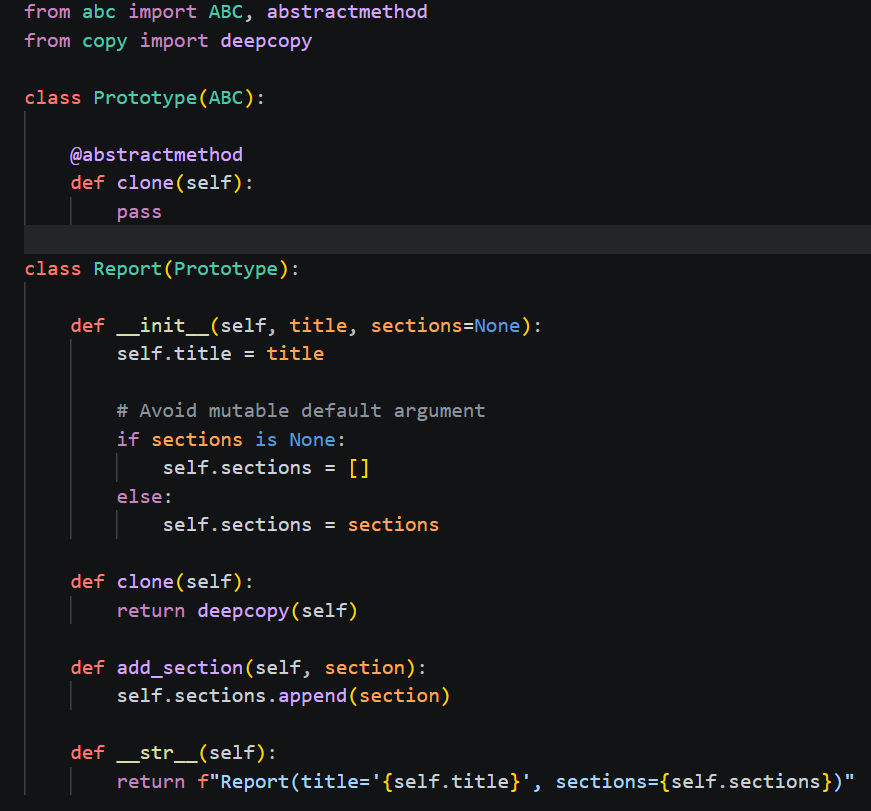 from abc import ABC, abstractmethod
from copy import deepcopy

class Prototype(ABC):

    @abstractmethod
    def clone(self):
        pass

class Report(Prototype):

    def __init__(self, title, sections=None):
        self.title = title

        # Avoid mutable default argument
        if sections is None:
            self.sections = []
        else:
            self.sections = sections

    def clone(self):
        return deepcopy(self)

    def add_section(self, section):
        self.sections.append(section)

    def __str__(self):
        return f"Report(title='{self.title}', sections={self.sections})"